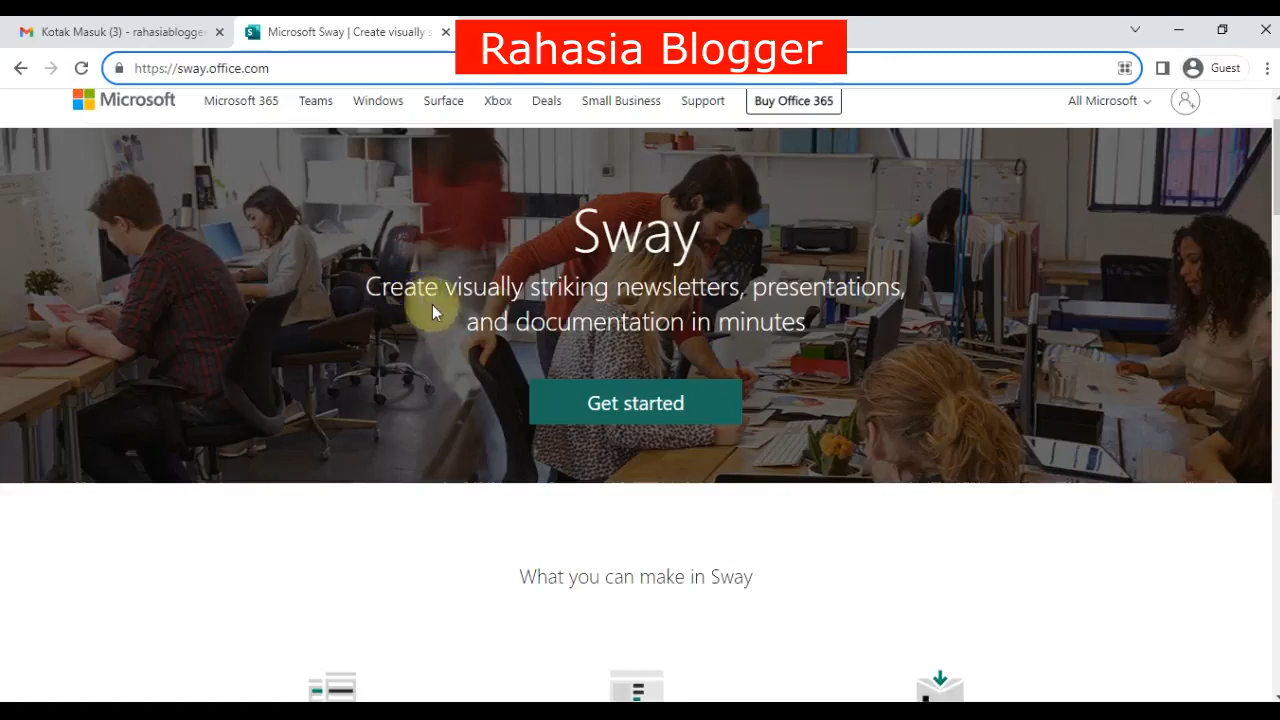 Kotak Masuk (3) - rahasiablogge
Microsoft Sway | Create visually s
Rahasia Blogger
https://sway.office.com
Guest
Microsoft
Microsoft 365
Teams
Windows
Surface
Xbox
Deals
Small Business
Support
Buy Office 365
All Microsoft
Sway
Create visually striking newsletters, presentations,
and documentation in minutes
Get started
What you can make in Sway